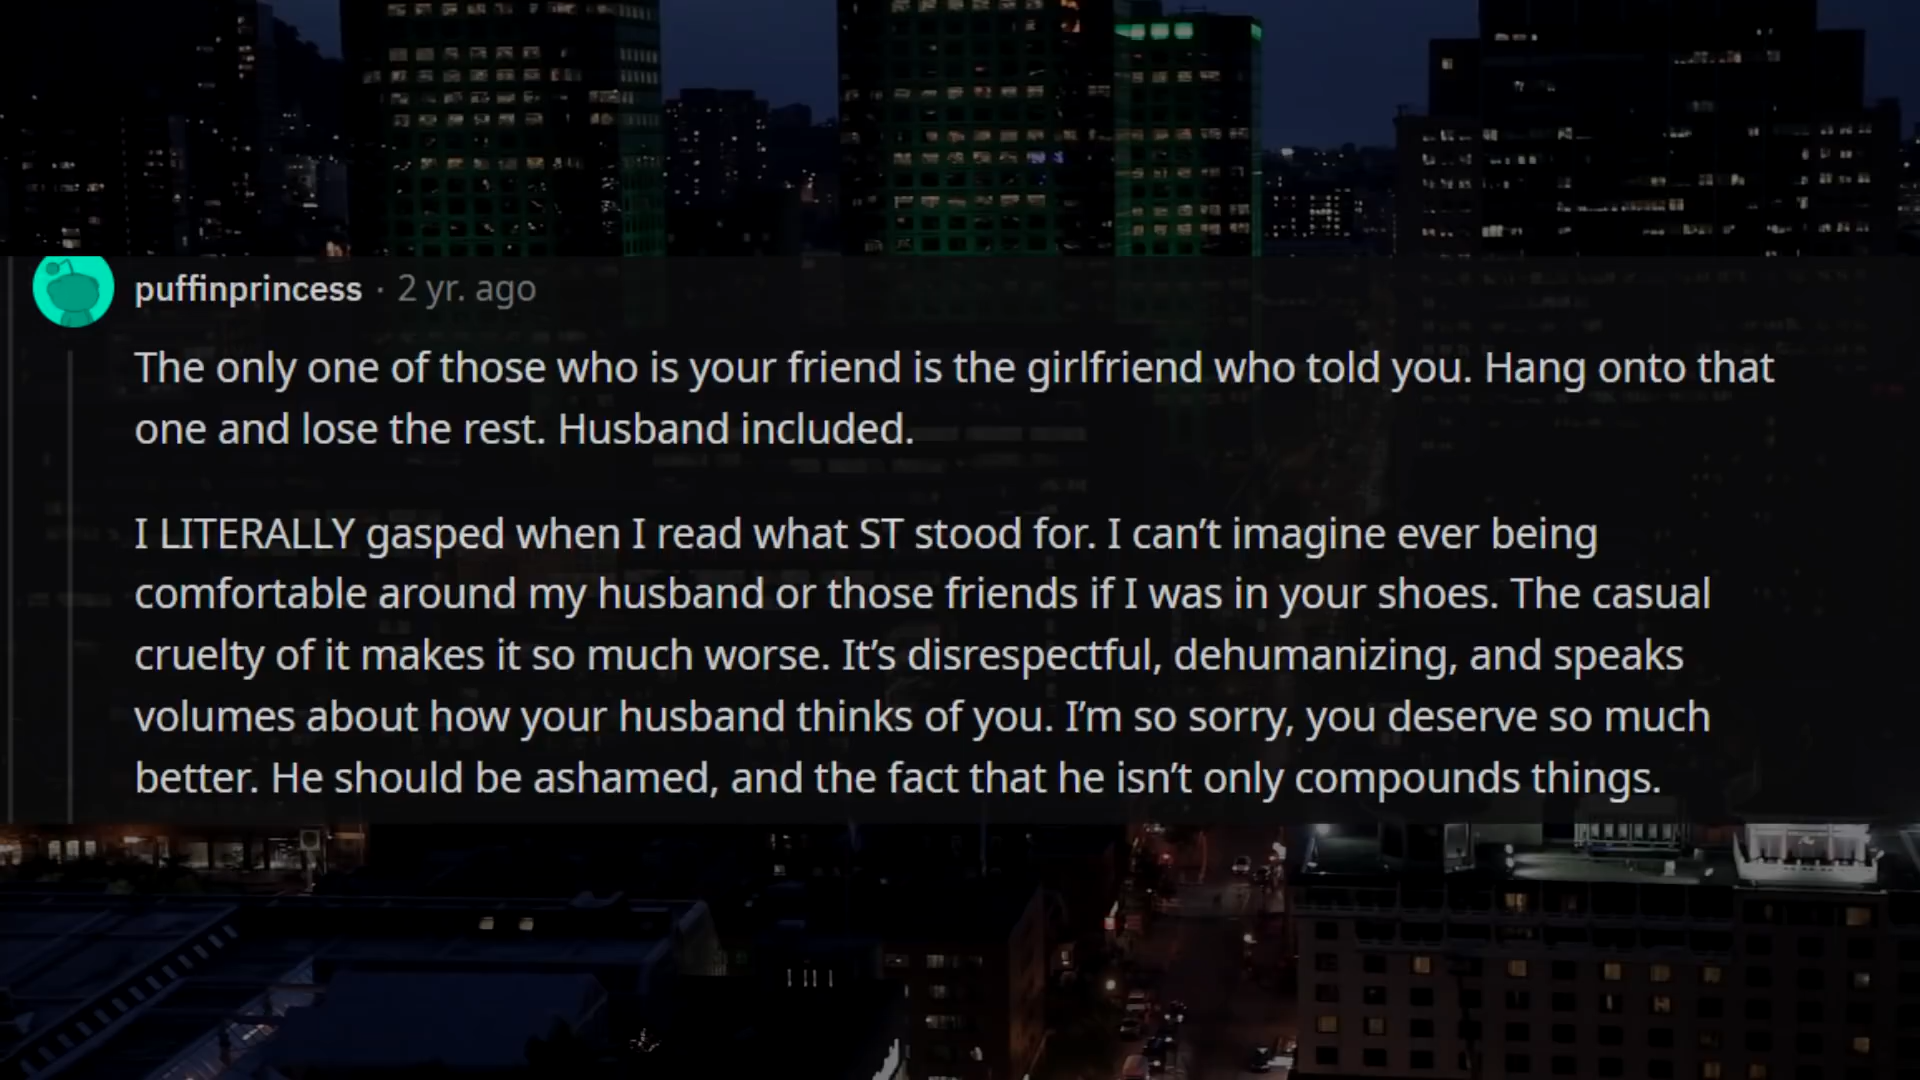 puffinprincess · 2 yr. ago
The only one of those who is your friend is the girlfriend who told you. Hang onto that
one and lose the rest. Husband included.
I LITERALLY gasped when I read what ST stood for. I can’t imagine ever being
comfortable around my husband or those friends if I was in your shoes. The casual
cruelty of it makes it so much worse. It’s disrespectful, dehumanizing, and speaks
volumes about how your husband thinks of you. I’m so sorry, you deserve so much
better. He should be ashamed, and the fact that he isn’t only compounds things.